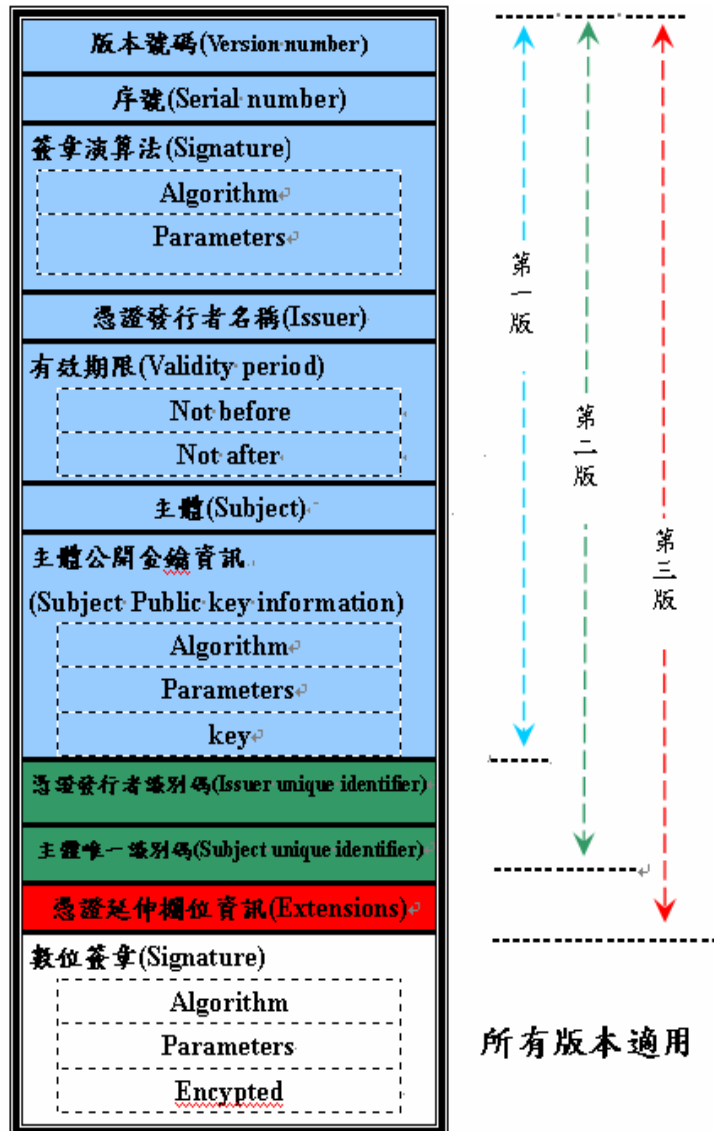 版本號碼(Version number)
序號(Serial number)
簽章演算法(Signature)
Algorithm
Parameters
憑證發行者名稱(Issuer)
有效期限(Validity period)
Not before
Not after
主體(Subject)
主體公開金鑰資訊
(Subject Public key information)
Algorithm
Parameters
key
憑證發行者識別碼(Issuer unique identifier)
主體唯一識別碼(Subject unique identifier)
憑證延伸欄位資訊(Extensions)
數位簽章(Signature)
Algorithm
Parameters
Encypted
第一版
第二版
第三版
所有版本適用